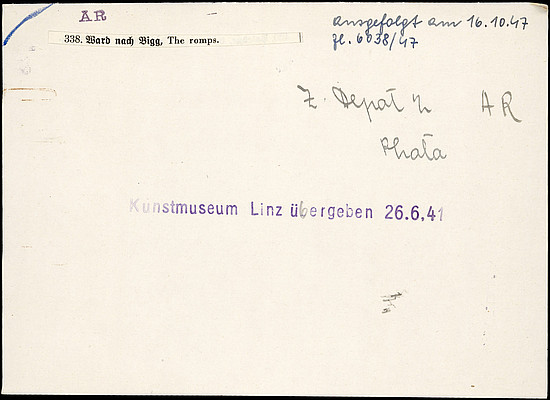 AR
338. Ward nach Bigg, The romps.
ausgefolgt am 16.10.47
Zl. 6038/47
Z. Depot AR
Photo
Kunstmuseum Linz übergeben 26.6.41